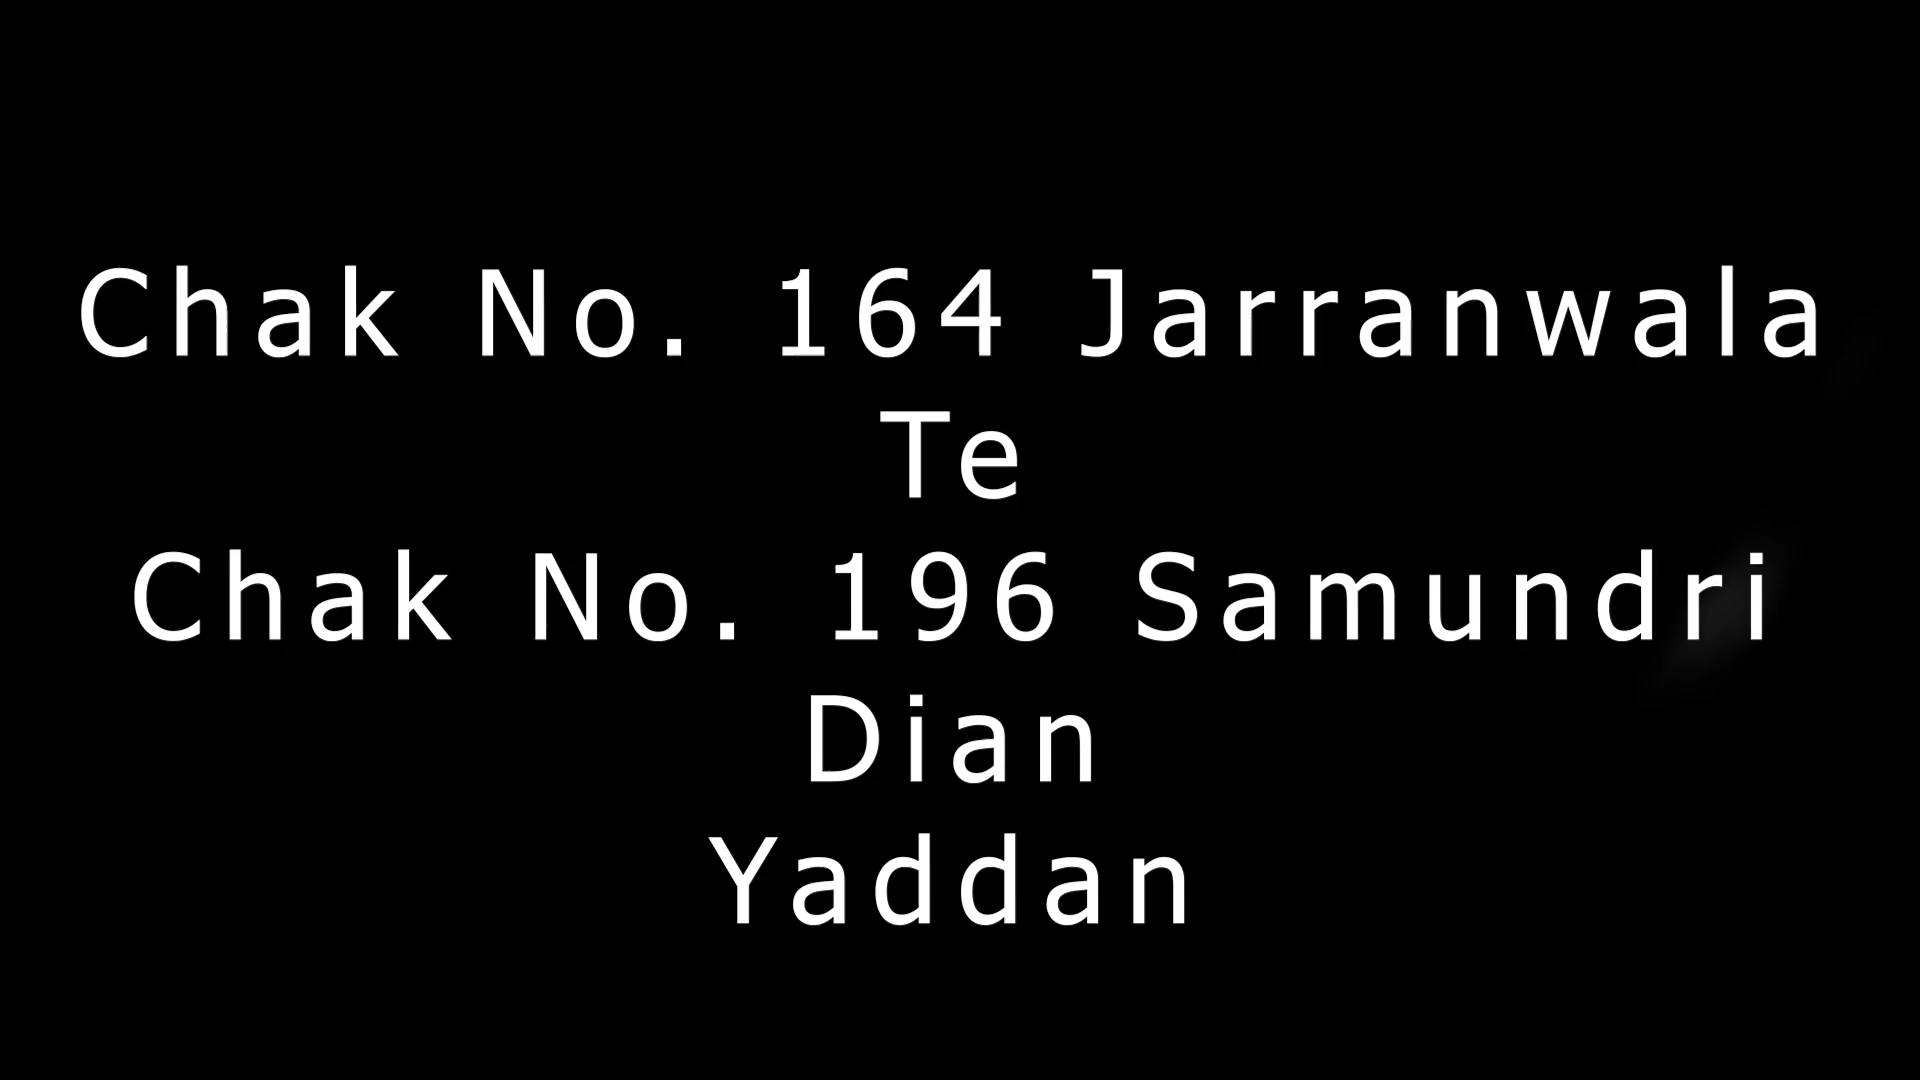 Chak No. 164 Jarranwala
Te
Chak No. 196 Samundri
Dian
Yaddan